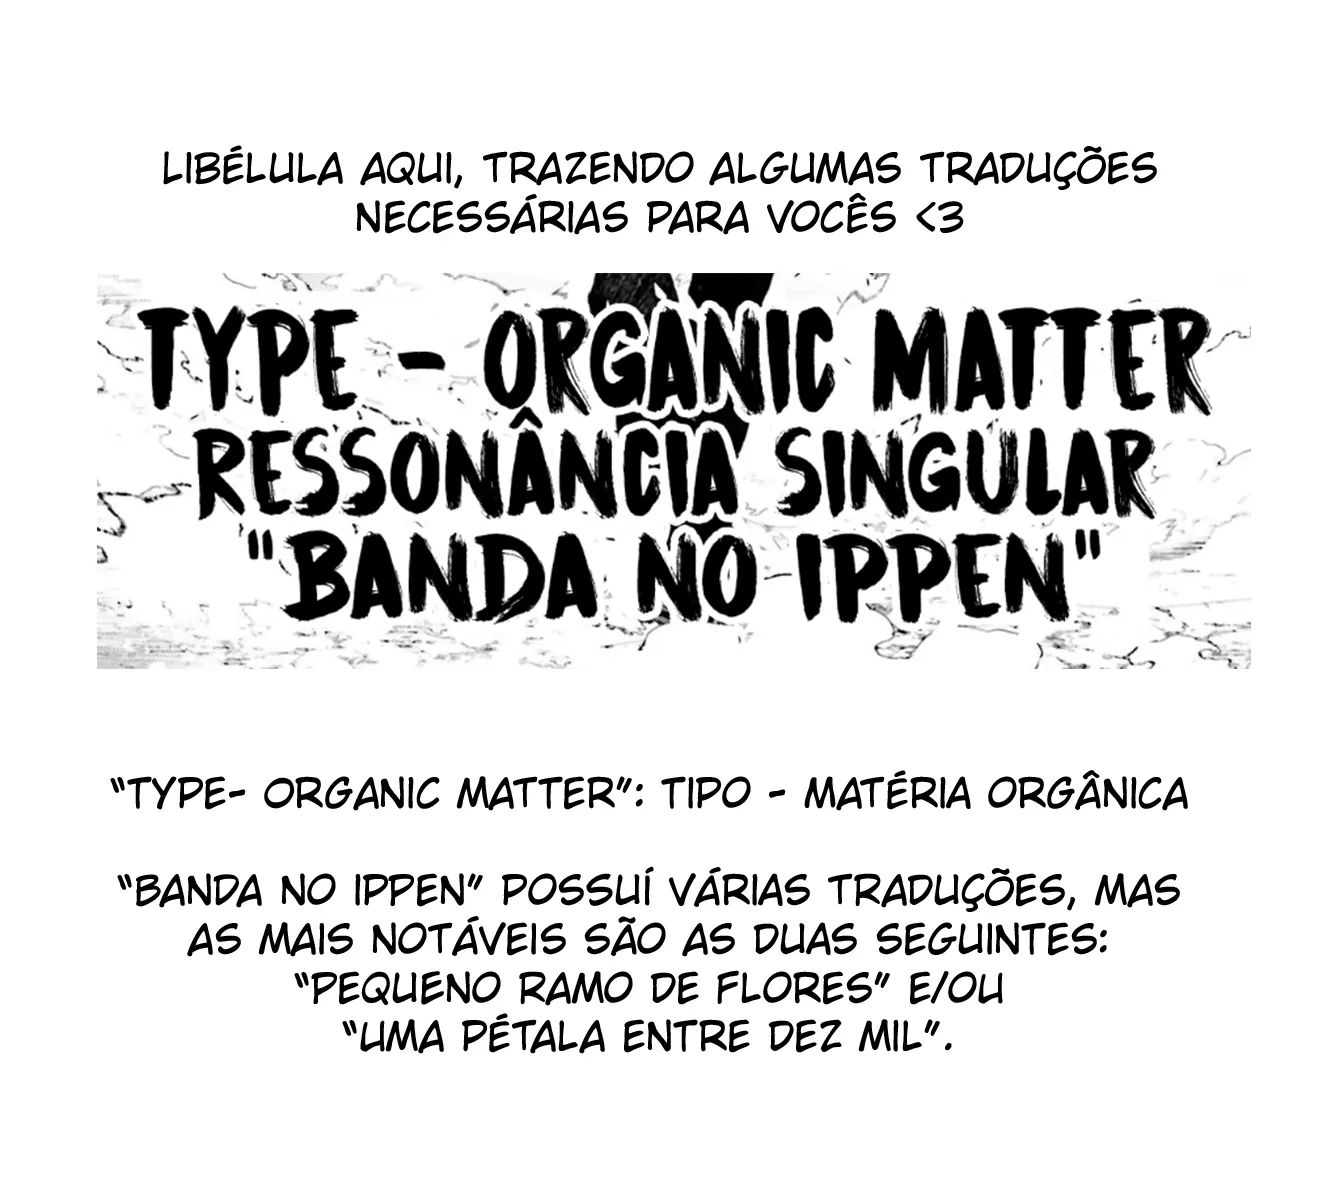 LIBÉLULA AQUI, TRAZENDO ALGUMAS TRADUÇÕES
NECESSÁRIAS PARA VOCÊS <3
TYPE - ORGANIC MATTER
RESSONÂNCIA SINGULAR
"BANDA NO IPPEN"
"TYPE- ORGANIC MATTER": TIPO - MATÉRIA ORGÂNICA
"BANDA NO IPPEN" POSSUÍ VÁRIAS TRADUÇÕES, MAS
AS MAIS NOTÁVEIS SÃO AS DUAS SEGUINTES:
"PEQUENO RAMO DE FLORES" E/OU
"UMA PÉTALA ENTRE DEZ MIL".